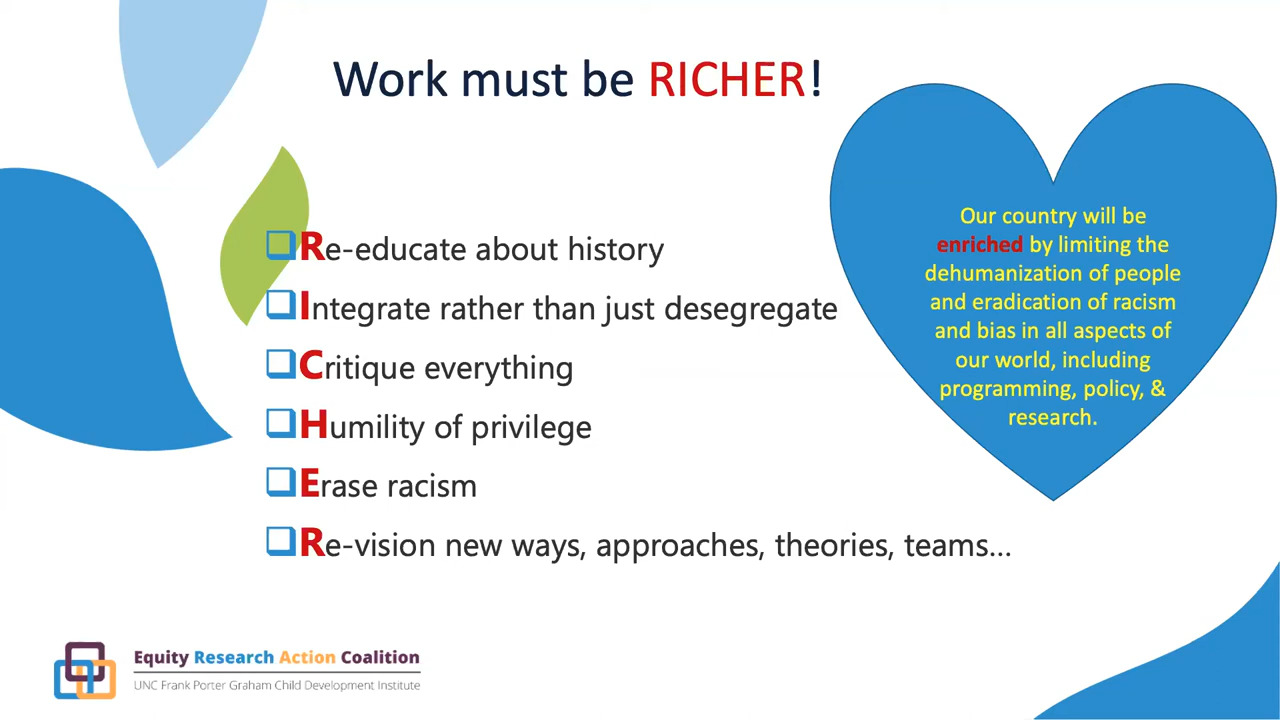 Work must be RICHER!
Re-educate about history
Integrate rather than just desegregate
Critique everything
Humility of privilege
Erase racism
Re-vision new ways, approaches, theories, teams...
Our country will be
enriched by limiting the
dehumanization of people
and eradication of racism
and bias in all aspects of
our world, including
programming, policy, &
research.
Equity Research Action Coalition
UNC Frank Porter Graham Child Development Institute